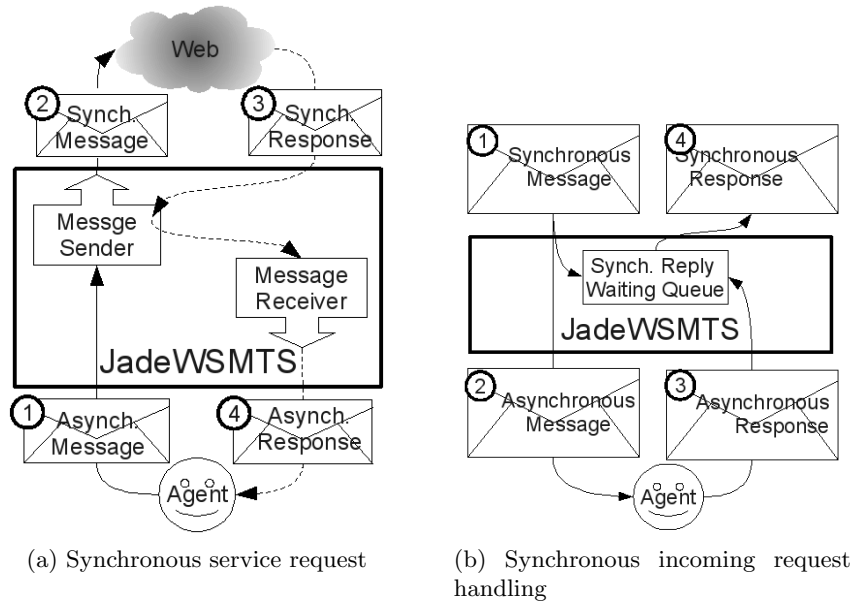 Web
2
Synch.
Message
3
Synch.
Response
Messge
Sender
Message
Receiver
JadeWSMTS
1
Asynch.
Message
4
Asynch.
Response
Agent
(a) Synchronous service request
1
Synchronous
Message
4
Synchronous
Response
Synch. Reply
Waiting Queue
JadeWSMTS
2
Asynchronous
Message
3
Asynchronous
Response
Agent
(b) Synchronous incoming request
handling